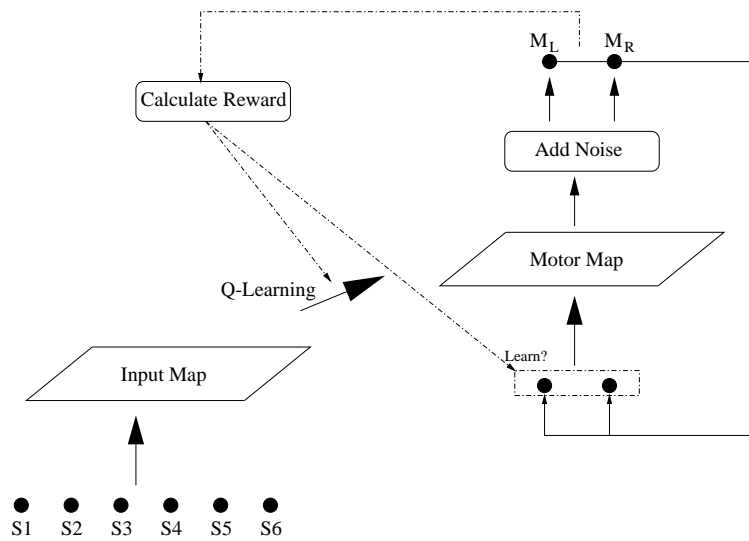 M_L M_R
Calculate Reward
Add Noise
Motor Map
Q-Learning
Learn?
Input Map
S1 S2 S3 S4 S5 S6